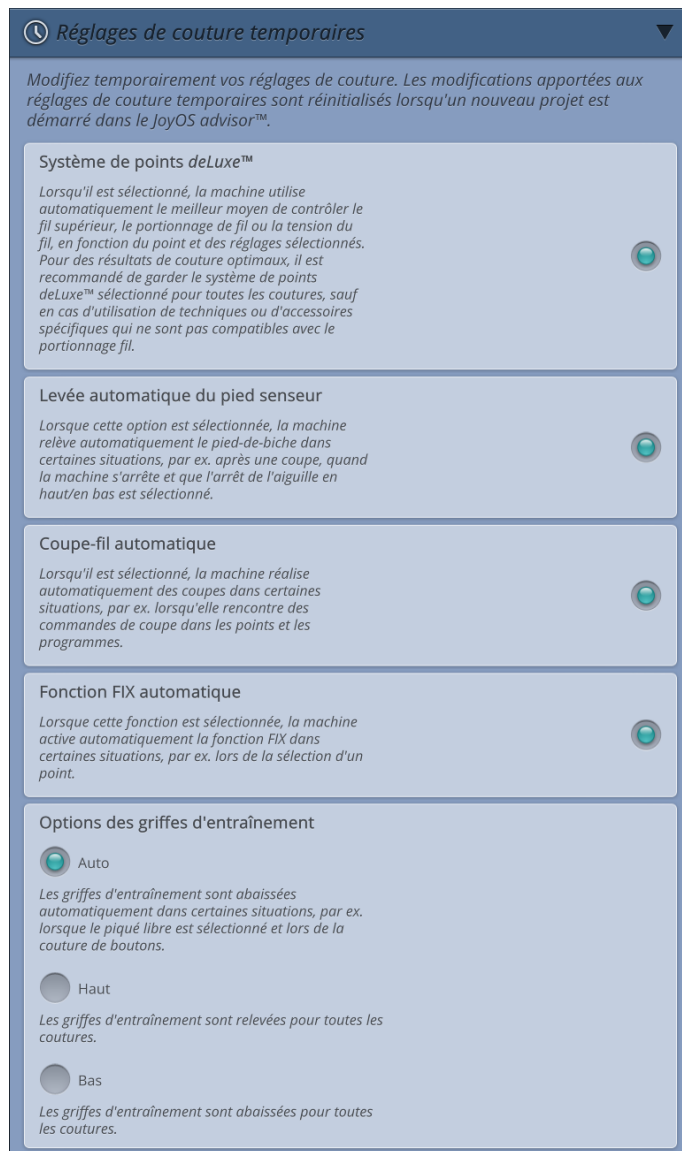 Réglages de couture temporaires
Modifiez temporairement vos réglages de couture. Les modifications apportées aux
réglages de couture temporaires sont réinitialisés lorsqu'un nouveau projet est
démarré dans le JoyOS advisor™.
Système de points deLuxe™
Lorsqu'il est sélectionné, la machine utilise
automatiquement le meilleur moyen de contrôler le
fil supérieur, le portionnage de fil ou la tension du
fil, en fonction du point et des réglages sélectionnés.
Pour des résultats de couture optimaux, il est
recommandé de garder le système de points
deLuxe™ sélectionné pour toutes les coutures, sauf
en cas d'utilisation de techniques ou d'accessoires
spécifiques qui ne sont pas compatibles avec le
portionnage fil.
Levée automatique du pied senseur
Lorsque cette option est sélectionnée, la machine
relève automatiquement le pied-de-biche dans
certaines situations, par ex. après une coupe, quand
la machine s'arrête et que l'arrêt de l'aiguille en
haut/en bas est sélectionné.
Coupe-fil automatique
Lorsqu'il est sélectionné, la machine réalise
automatiquement des coupes dans certaines
situations, par ex. lorsqu'elle rencontre des
commandes de coupe dans les points et les
programmes.
Fonction FIX automatique
Lorsque cette fonction est sélectionnée, la machine
active automatiquement la fonction FIX dans
certaines situations, par ex. lors de la sélection d'un
point.
Options des griffes d'entraînement
Auto
Les griffes d'entraînement sont abaissées
automatiquement dans certaines situations, par ex.
lorsque le piqué libre est sélectionné et lors de la
couture de boutons.
Haut
Les griffes d'entraînement sont relevées pour toutes les
coutures.
Bas
Les griffes d'entraînement sont abaissées pour toutes
les coutures.